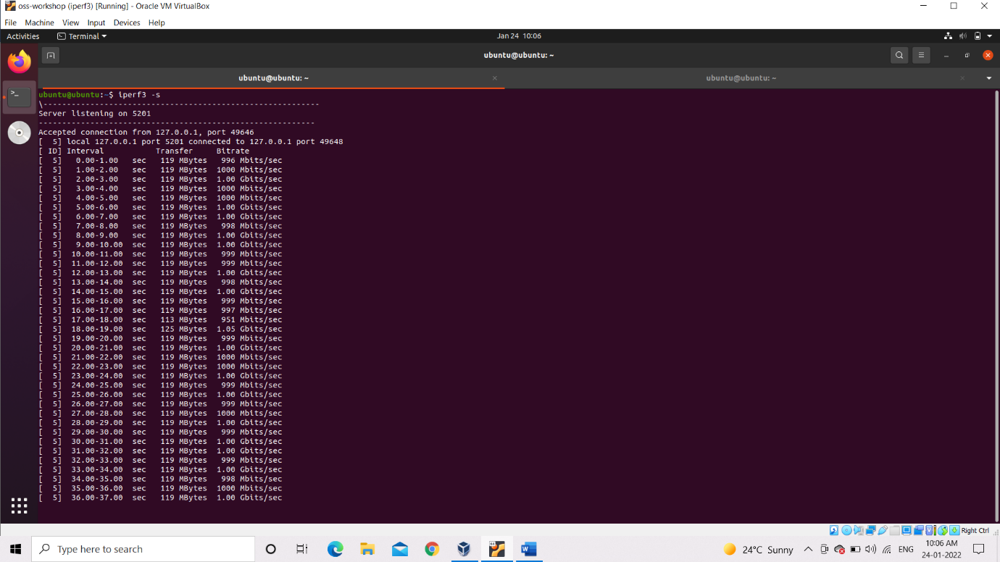 oss-workshop (iperf3) [Running] - Oracle VM VirtualBox
File Machine View Input Devices Help
Activities Terminal Jan 24 10:06
ubuntu@ubuntu: ~
ubuntu@ubuntu: ~ ubuntu@ubuntu: ~
ubuntu@ubuntu:~$ iperf3 -s
\-----------------------------------------------------------
Server listening on 5201
-----------------------------------------------------------
Accepted connection from 127.0.0.1, port 49646
[  5] local 127.0.0.1 port 5201 connected to 127.0.0.1 port 49648
[ ID] Interval           Transfer     Bitrate
[  5]   0.00-1.00   sec   119 MBytes   996 Mbits/sec
[  5]   1.00-2.00   sec   119 MBytes  1000 Mbits/sec
[  5]   2.00-3.00   sec   119 MBytes  1.00 Gbits/sec
[  5]   3.00-4.00   sec   119 MBytes  1000 Mbits/sec
[  5]   4.00-5.00   sec   119 MBytes  1000 Mbits/sec
[  5]   5.00-6.00   sec   119 MBytes  1.00 Gbits/sec
[  5]   6.00-7.00   sec   119 MBytes  1.00 Gbits/sec
[  5]   7.00-8.00   sec   119 MBytes   998 Mbits/sec
[  5]   8.00-9.00   sec   119 MBytes  1.00 Gbits/sec
[  5]   9.00-10.00  sec   119 MBytes  1.00 Gbits/sec
[  5]  10.00-11.00  sec   119 MBytes   999 Mbits/sec
[  5]  11.00-12.00  sec   119 MBytes   999 Mbits/sec
[  5]  12.00-13.00  sec   119 MBytes  1.00 Gbits/sec
[  5]  13.00-14.00  sec   119 MBytes   998 Mbits/sec
[  5]  14.00-15.00  sec   119 MBytes  1.00 Gbits/sec
[  5]  15.00-16.00  sec   119 MBytes   999 Mbits/sec
[  5]  16.00-17.00  sec   119 MBytes   997 Mbits/sec
[  5]  17.00-18.00  sec   113 MBytes   951 Mbits/sec
[  5]  18.00-19.00  sec   125 MBytes  1.05 Gbits/sec
[  5]  19.00-20.00  sec   119 MBytes   999 Mbits/sec
[  5]  20.00-21.00  sec   119 MBytes  1.00 Gbits/sec
[  5]  21.00-22.00  sec   119 MBytes  1000 Mbits/sec
[  5]  22.00-23.00  sec   119 MBytes  1000 Mbits/sec
[  5]  23.00-24.00  sec   119 MBytes  1.00 Gbits/sec
[  5]  24.00-25.00  sec   119 MBytes   999 Mbits/sec
[  5]  25.00-26.00  sec   119 MBytes  1.00 Gbits/sec
[  5]  26.00-27.00  sec   119 MBytes   999 Mbits/sec
[  5]  27.00-28.00  sec   119 MBytes  1000 Mbits/sec
[  5]  28.00-29.00  sec   119 MBytes  1.00 Gbits/sec
[  5]  29.00-30.00  sec   119 MBytes   999 Mbits/sec
[  5]  30.00-31.00  sec   119 MBytes  1.00 Gbits/sec
[  5]  31.00-32.00  sec   119 MBytes  1.00 Gbits/sec
[  5]  32.00-33.00  sec   119 MBytes   999 Mbits/sec
[  5]  33.00-34.00  sec   119 MBytes  1.00 Gbits/sec
[  5]  34.00-35.00  sec   119 MBytes   998 Mbits/sec
[  5]  35.00-36.00  sec   119 MBytes  1000 Mbits/sec
[  5]  36.00-37.00  sec   119 MBytes  1.00 Gbits/sec
Right Ctrl
Type here to search 24°C Sunny ENG 10:06 AM
24-01-2022